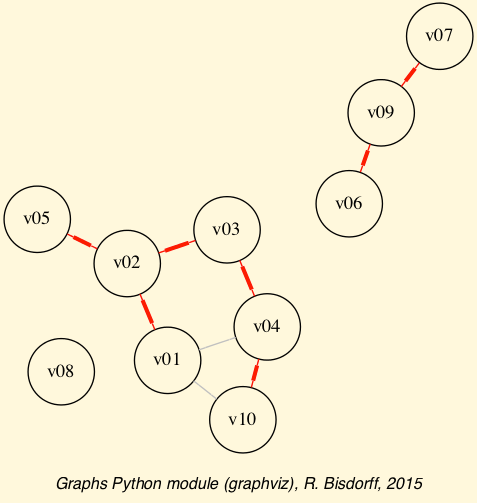 v07
v09
v06
v05
v03
v02
v04
v01
v08
v10
Graphs Python module (graphviz), R. Bisdorff, 2015